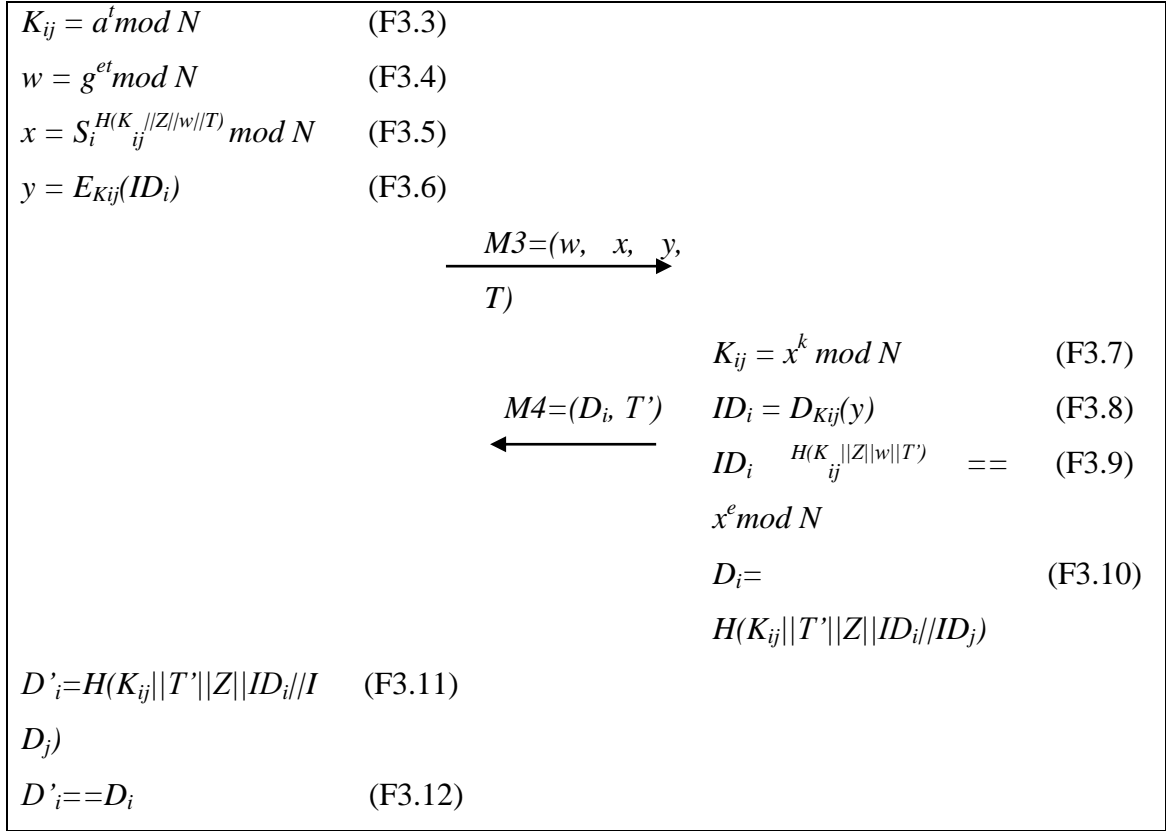 K_ij = a^t mod N (F3.3)
w = g^et mod N (F3.4)
x = S_i^H(K_ij||Z||w||T) mod N (F3.5)
y = E_Kij(ID_i) (F3.6)
M3=(w, x, y,
T)
K_ij = x^k mod N (F3.7)
M4=(D_i, T’) ID_i = D_Kij(y) (F3.8)
ID_i ^H(K_ij||Z||w||T’) == (F3.9)
x^e mod N
D_i= (F3.10)
H(K_ij||T’||Z||ID_i//ID_j)
D’_i=H(K_ij||T’||Z||ID_i//I (F3.11)
D_j)
D’_i==D_i (F3.12)